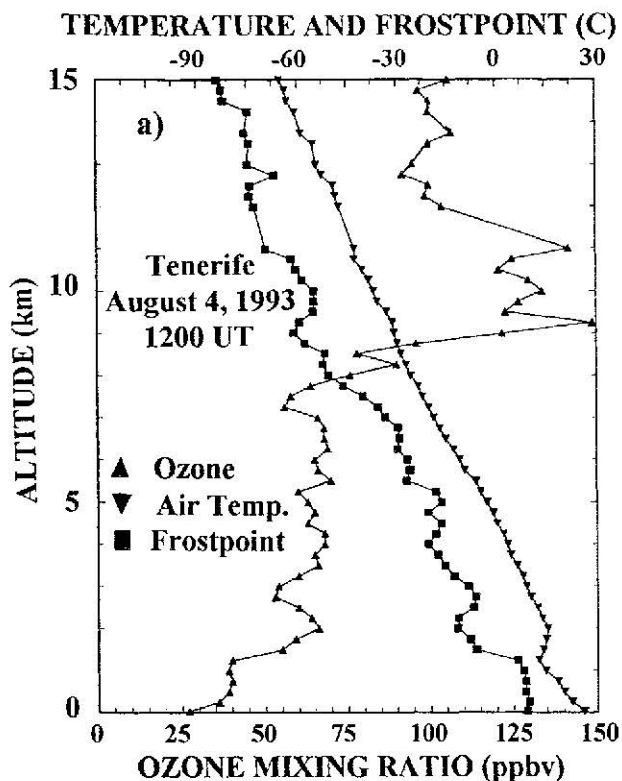 TEMPERATURE AND FROSTPOINT (C)
-90 -60 -30 0 30
15
a)
Tenerife
August 4, 1993
1200 UT
10
ALTITUDE (km)
Ozone
5
Air Temp.
Frostpoint
0
0 25 50 75 100 125 150
OZONE MIXING RATIO (ppbv)